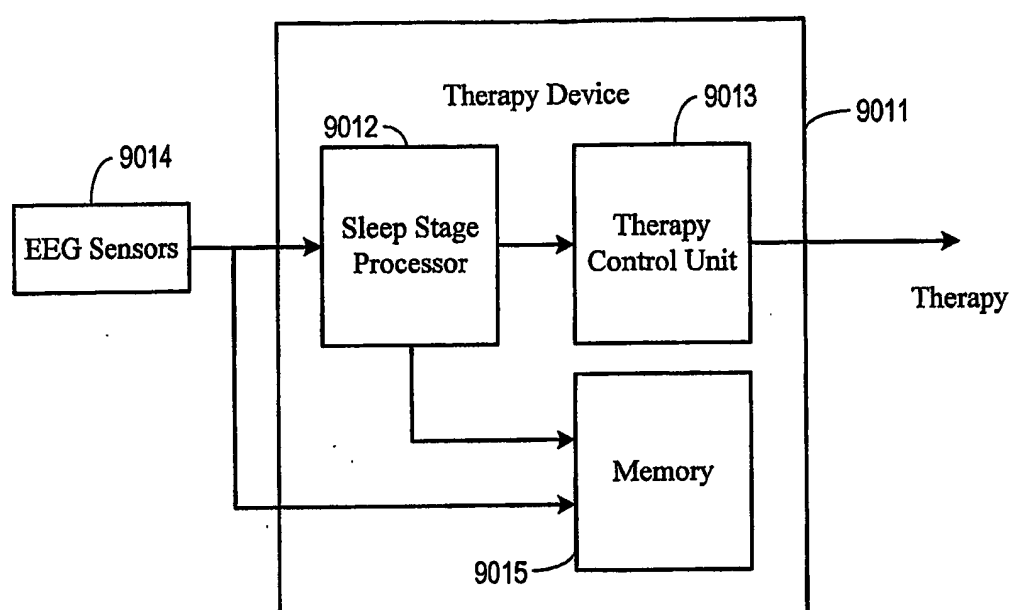 Therapy Device
9011
9012
9013
9014
EEG Sensors
Sleep Stage
Processor
Therapy
Control Unit
Therapy
Memory
9015